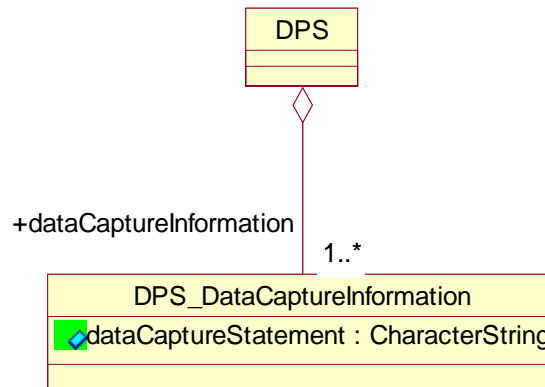 DPS
+dataCaptureInformation
1..*
DPS_DataCaptureInformation
dataCaptureStatement : CharacterString